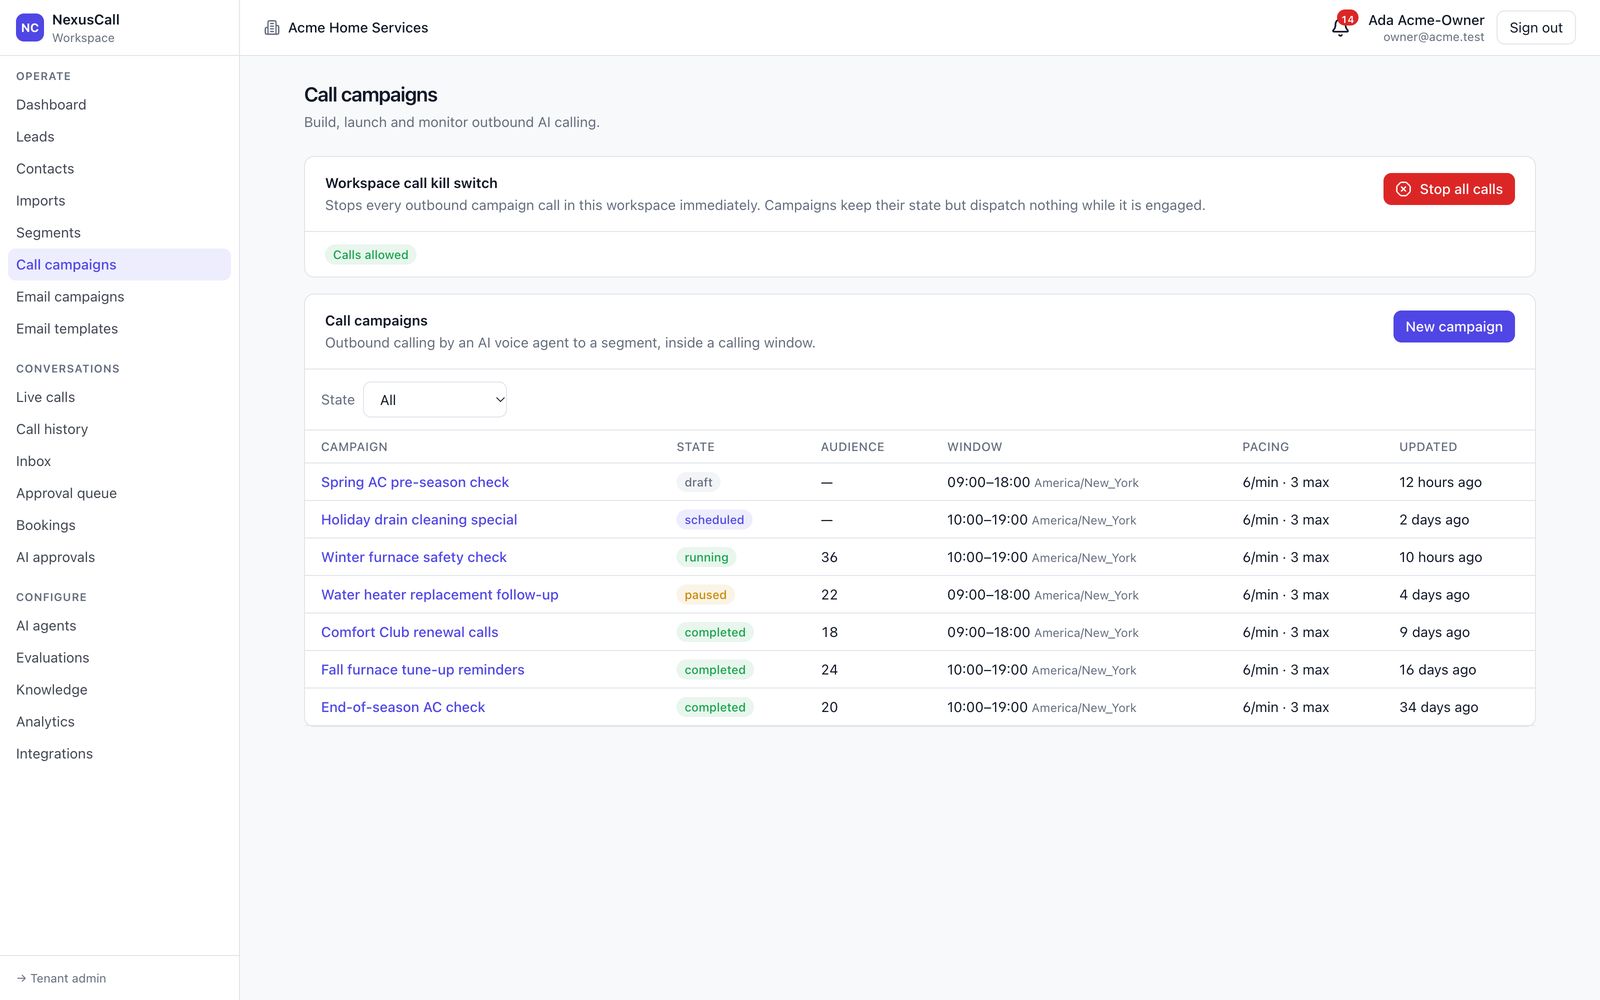 NC
NexusCall
Workspace
OPERATE
Dashboard
Leads
Contacts
Imports
Segments
Call campaigns
Email campaigns
Email templates
CONVERSATIONS
Live calls
Call history
Inbox
Approval queue
Bookings
AI approvals
CONFIGURE
AI agents
Evaluations
Knowledge
Analytics
Integrations
→ Tenant admin
Acme Home Services
14
Ada Acme-Owner
owner@acme.test
Sign out
Call campaigns
Build, launch and monitor outbound AI calling.
Workspace call kill switch
Stops every outbound campaign call in this workspace immediately. Campaigns keep their state but dispatch nothing while it is engaged.
Stop all calls
Calls allowed
Call campaigns
Outbound calling by an AI voice agent to a segment, inside a calling window.
New campaign
State All
CAMPAIGN STATE AUDIENCE WINDOW PACING UPDATED
Spring AC pre-season check draft — 09:00–18:00 America/New_York 6/min · 3 max 12 hours ago
Holiday drain cleaning special scheduled — 10:00–19:00 America/New_York 6/min · 3 max 2 days ago
Winter furnace safety check running 36 10:00–19:00 America/New_York 6/min · 3 max 10 hours ago
Water heater replacement follow-up paused 22 09:00–18:00 America/New_York 6/min · 3 max 4 days ago
Comfort Club renewal calls completed 18 09:00–18:00 America/New_York 6/min · 3 max 9 days ago
Fall furnace tune-up reminders completed 24 10:00–19:00 America/New_York 6/min · 3 max 16 days ago
End-of-season AC check completed 20 10:00–19:00 America/New_York 6/min · 3 max 34 days ago